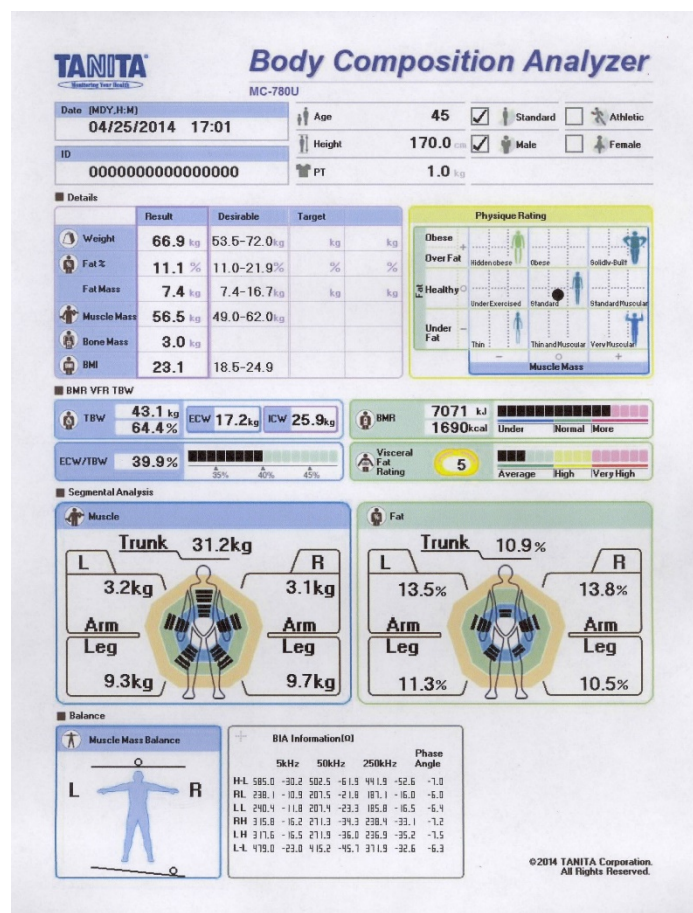 TANITA
Monitoring Your Health
Body Composition Analyzer
MC-780U
Date (MDY,H:M)
04/25/2014 17:01
ID
0000000000000000
Age 45 Standard Athletic
Height 170.0 cm Male Female
PT 1.0 kg
Details
Result Desirable Target
Weight 66.9 kg 53.5-72.0kg kg kg
Fat% 11.1 % 11.0-21.9% % %
Fat Mass 7.4 kg 7.4-16.7kg kg kg
Muscle Mass 56.5 kg 49.0-62.0kg
Bone Mass 3.0 kg
BMI 23.1 18.5-24.9
Physique Rating
Fat
Obese
Over Fat +
Hidden obese Obese Solidly-Built
Healthy
Under Exercised Standard Standard Muscular
Under Fat -
Thin Thin and Muscular Very Muscular
- +
Muscle Mass
BMR VFR TBW
TBW 43.1 kg 64.4% ECW 17.2kg ICW 25.9kg
ECW/TBW 39.9%
35% 40% 45%
BMR 7071 kJ 1690kcal
Under Normal More
Visceral Fat Rating 5
Average High Very High
Segmental Analysis
Muscle
Trunk 31.2kg
L R
3.2kg 3.1kg
Arm Arm
Leg Leg
9.3kg 9.7kg
Fat
Trunk 10.9%
L R
13.5% 13.8%
Arm Arm
Leg Leg
11.3% 10.5%
Balance
Muscle Mass Balance
L R
BIA Information(Ω)
5kHz 50kHz 250kHz Phase Angle
H-L 585.0 -30.2 502.5 -61.9 441.9 -52.6 -7.0
RL 238.1 -10.9 207.5 -21.8 187.1 -16.0 -6.0
LL 240.4 -11.8 207.4 -23.3 185.8 -16.5 -6.4
RH 315.8 -16.2 271.3 -34.3 238.4 -33.1 -7.2
LH 317.6 -16.5 271.9 -36.0 236.9 -35.2 -7.5
L-L 479.0 -23.0 415.2 -45.7 371.9 -32.6 -6.3
©2014 TANITA Corporation.
All Rights Reserved.